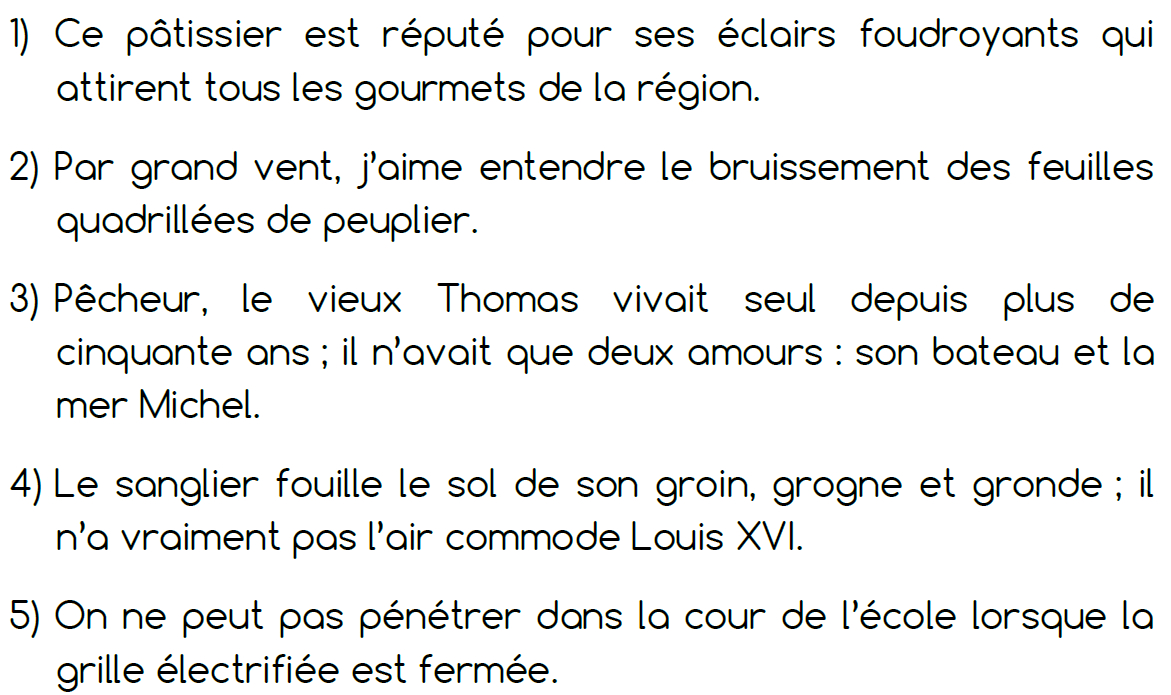 1) Ce pâtissier est réputé pour ses éclairs foudroyants qui
attirent tous les gourmets de la région.
2) Par grand vent, j’aime entendre le bruissement des feuilles
quadrillées de peuplier.
3) Pêcheur, le vieux Thomas vivait seul depuis plus de
cinquante ans ; il n’avait que deux amours : son bateau et la
mer Michel.
4) Le sanglier fouille le sol de son groin, grogne et gronde ; il
n’a vraiment pas l’air commode Louis XVI.
5) On ne peut pas pénétrer dans la cour de l’école lorsque la
grille électrifiée est fermée.